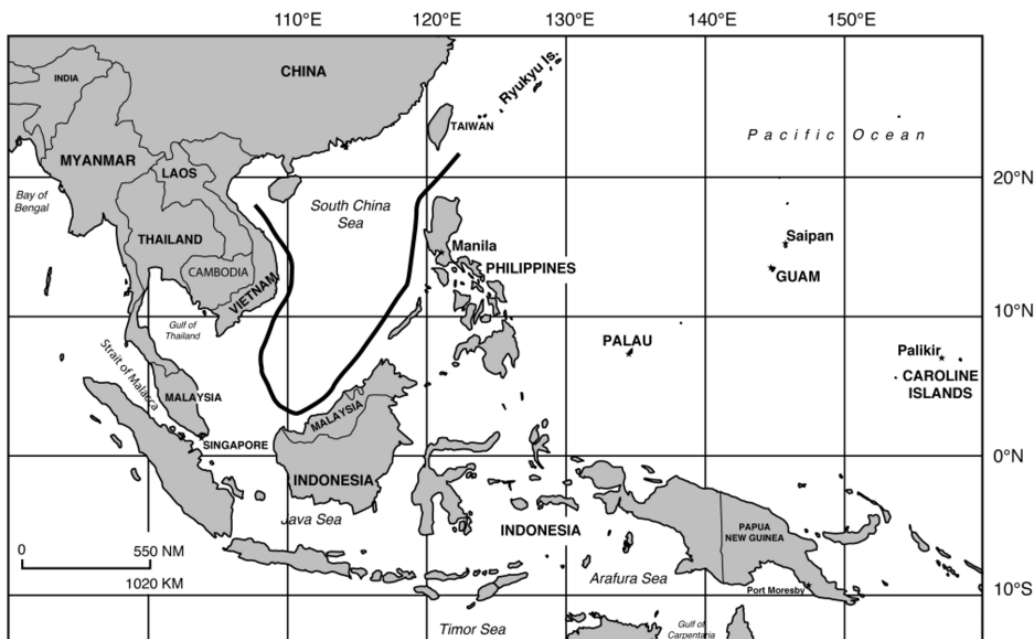 110°E
120°E
130°E
140°E
150°E
Ryukyu Is.
CHINA
INDIA
TAIWAN
Pacific Ocean
MYANMAR
LAOS
20°N
Bay of
Bengal
South China
Sea
THAILAND
Manila
Saipan
CAMBODIA
PHILIPPINES
GUAM
VIETNAM
10°N
Gulf of
Thailand
PALAU
Palikir
Strait of Malacca
CAROLINE
ISLANDS
MALAYSIA
MALAYSIA
SINGAPORE
0°N
INDONESIA
Java Sea
INDONESIA
PAPUA
NEW GUINEA
0
550 NM
1020 KM
Arafura Sea
Port Moresby
10°S
Timor Sea
Gulf of
Carpentaria